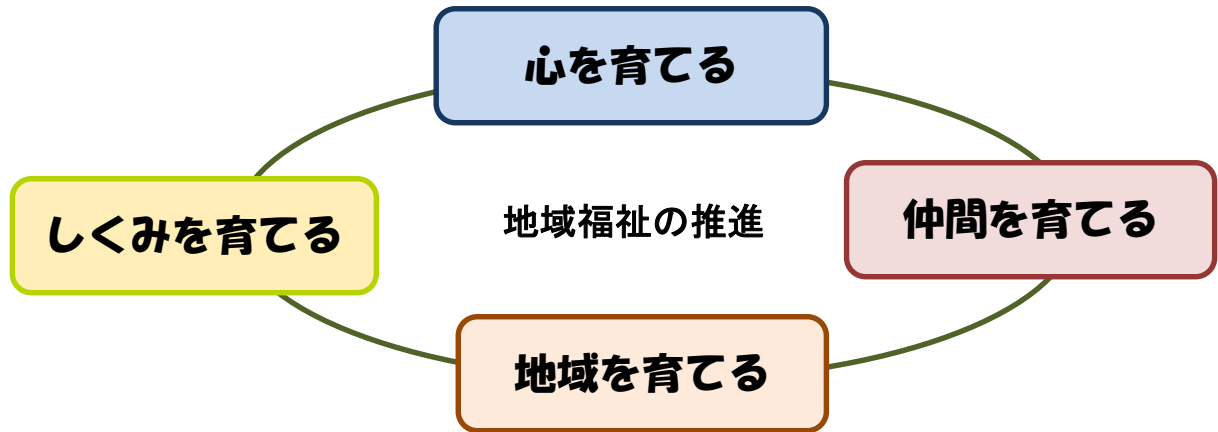 心を育てる
仲間を育てる
しくみを育てる
地域福祉の推進
地域を育てる